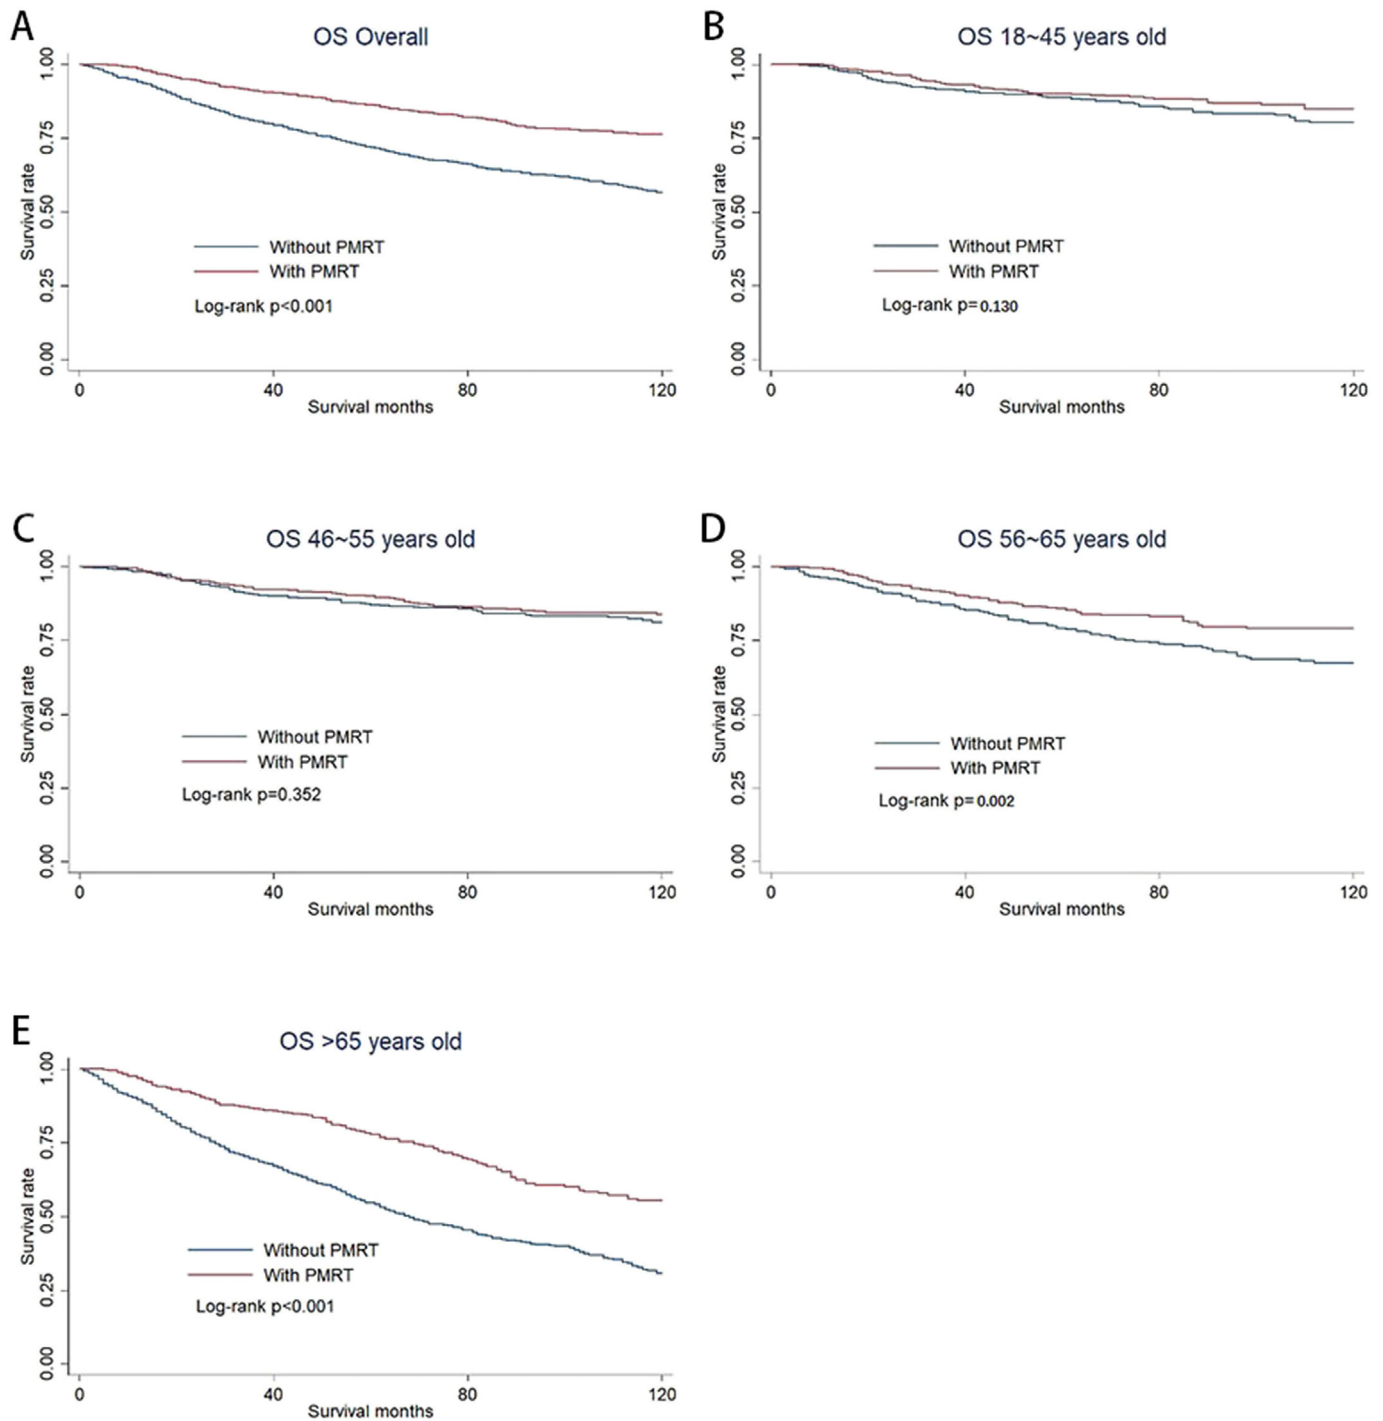 A
OS Overall
1.00
0.75
0.50
0.25
0.00
Survival rate
Without PMRT
With PMRT
Log-rank p<0.001
0 40 80 120
Survival months
B
OS 18~45 years old
1.00
0.75
0.50
0.25
0.00
Survival rate
Without PMRT
With PMRT
Log-rank p=0.130
0 40 80 120
Survival months
C
OS 46~55 years old
1.00
0.75
0.50
0.25
0.00
Survival rate
Without PMRT
With PMRT
Log-rank p=0.352
0 40 80 120
Survival months
D
OS 56~65 years old
1.00
0.75
0.50
0.25
0.00
Survival rate
Without PMRT
With PMRT
Log-rank p=0.002
0 40 80 120
Survival months
E
OS >65 years old
1.00
0.75
0.50
0.25
0.00
Survival rate
Without PMRT
With PMRT
Log-rank p<0.001
0 40 80 120
Survival months